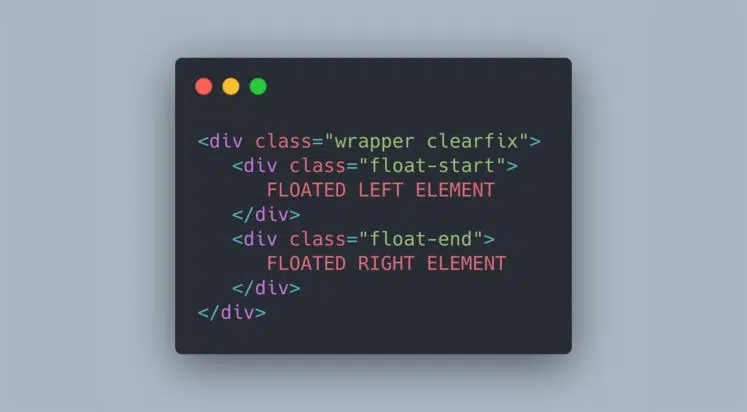 <div class="wrapper clearfix">
<div class="float-start">
FLOATED LEFT ELEMENT
</div>
<div class="float-end">
FLOATED RIGHT ELEMENT
</div>
</div>